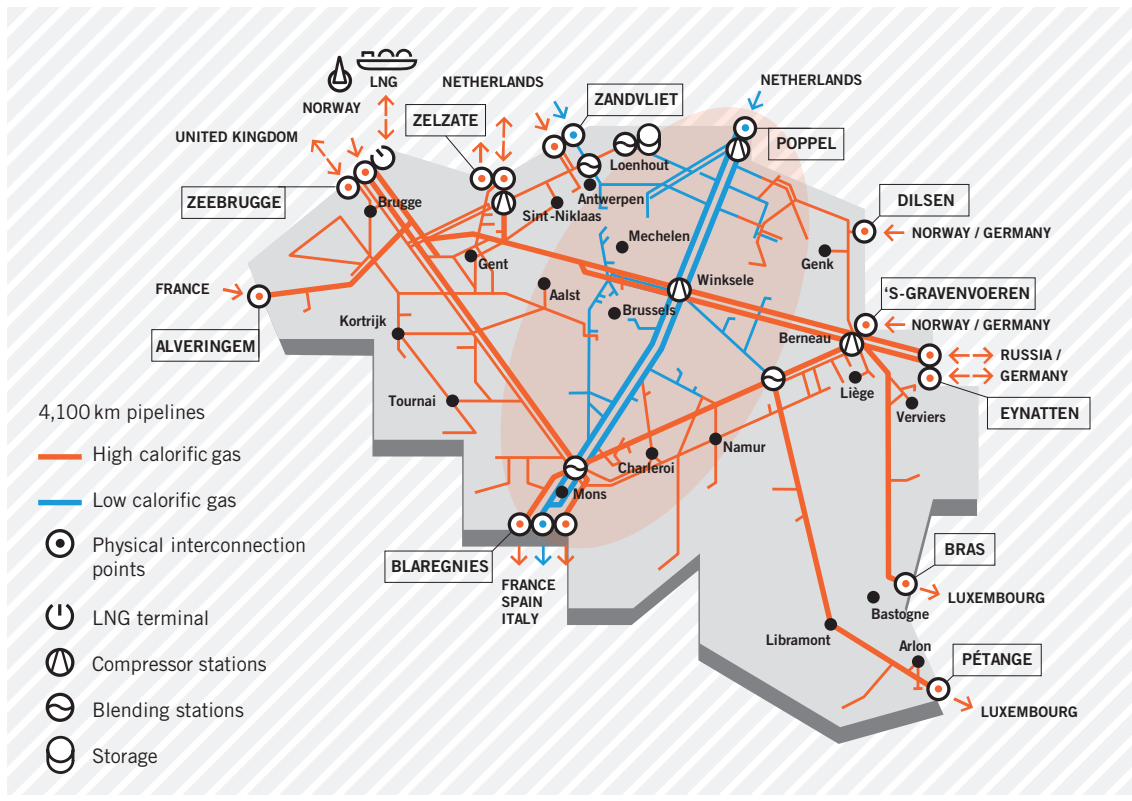 LNG
NORWAY
NETHERLANDS
NETHERLANDS
ZANDVLIET
ZELZATE
UNITED KINGDOM
POPPEL
Loenhout
ZEEBRUGGE
Brugge
Antwerpen
Sint-Niklaas
DILSEN
NORWAY / GERMANY
Mechelen
Gent
Genk
Winksele
FRANCE
Aalst
'S-GRAVENVOEREN
Brussels
Kortrijk
NORWAY / GERMANY
ALVERINGEM
Berneau
RUSSIA /
GERMANY
Liège
Tournai
Verviers
EYNATTEN
4,100 km pipelines
High calorific gas
Namur
Charleroi
Low calorific gas
Mons
Physical interconnection
points
BLAREGNIES
FRANCE
SPAIN
ITALY
BRAS
LUXEMBOURG
Bastogne
LNG terminal
Libramont
Arlon
PÉTANGE
Compressor stations
LUXEMBOURG
Blending stations
Storage